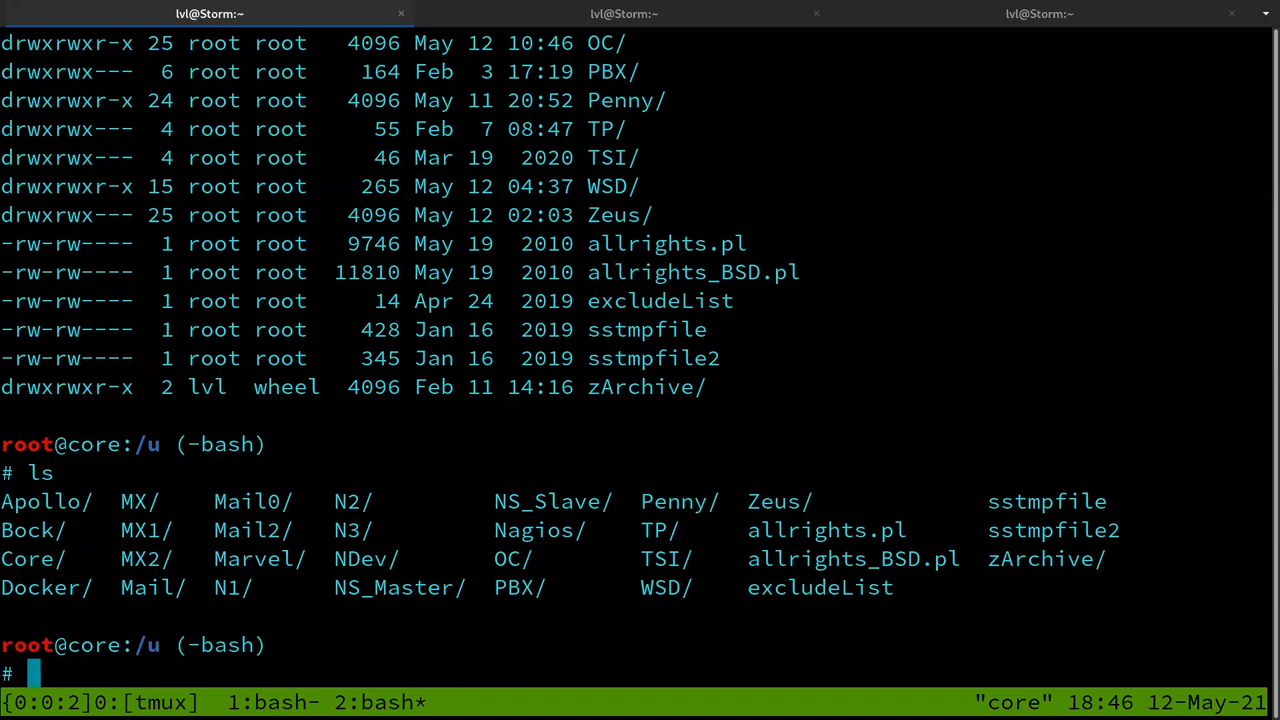 lvl@Storm:~ × lvl@Storm:~ × lvl@Storm:~ ×
drwxrwxr-x 25 root root   4096 May 12 10:46 OC/
drwxrwx---  6 root root    164 Feb  3 17:19 PBX/
drwxrwxr-x 24 root root   4096 May 11 20:52 Penny/
drwxrwx---  4 root root     55 Feb  7 08:47 TP/
drwxrwx---  4 root root     46 Mar 19  2020 TSI/
drwxrwxr-x 15 root root    265 May 12 04:37 WSD/
drwxrwx--- 25 root root   4096 May 12 02:03 Zeus/
-rw-rw----  1 root root   9746 May 19  2010 allrights.pl
-rw-rw----  1 root root  11810 May 19  2010 allrights_BSD.pl
-rw-rw----  1 root root     14 Apr 24  2019 excludeList
-rw-rw----  1 root root    428 Jan 16  2019 sstmpfile
-rw-rw----  1 root root    345 Jan 16  2019 sstmpfile2
drwxrwxr-x  2 lvl  wheel  4096 Feb 11 14:16 zArchive/
root@core:/u (-bash)
# ls
Apollo/  MX/    Mail0/   N2/         NS_Slave/  Penny/  Zeus/             sstmpfile
Bock/    MX1/   Mail2/   N3/         Nagios/    TP/     allrights.pl      sstmpfile2
Core/    MX2/   Marvel/  NDev/       OC/        TSI/    allrights_BSD.pl  zArchive/
Docker/  Mail/  N1/      NS_Master/  PBX/       WSD/    excludeList
root@core:/u (-bash)
#
{0:0:2}0:[tmux]  1:bash- 2:bash* "core" 18:46 12-May-21